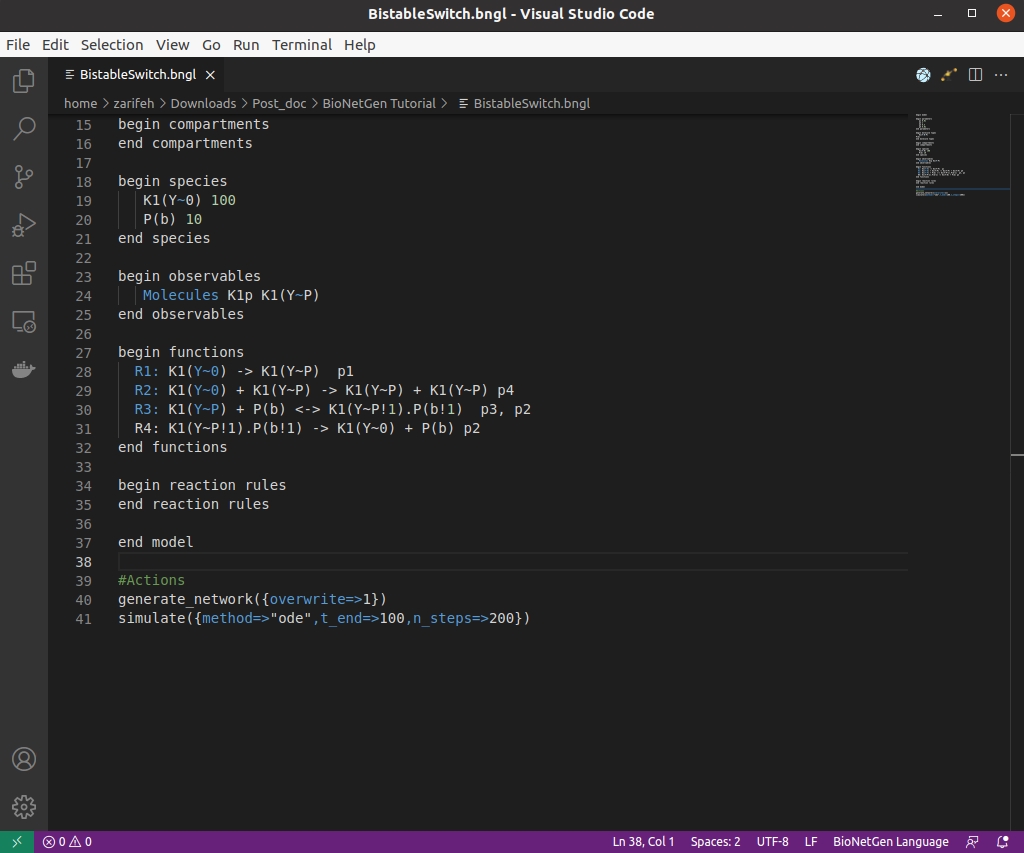 BistableSwitch.bngl - Visual Studio Code
File Edit Selection View Go Run Terminal Help
BistableSwitch.bngl
home > zarifeh > Downloads > Post_doc > BioNetGen Tutorial > BistableSwitch.bngl
15 begin compartments
16 end compartments
17
18 begin species
19 K1(Y~0) 100
20 P(b) 10
21 end species
22
23 begin observables
24 Molecules K1p K1(Y~P)
25 end observables
26
27 begin functions
28 R1: K1(Y~0) -> K1(Y~P)  p1
29 R2: K1(Y~0) + K1(Y~P) -> K1(Y~P) + K1(Y~P) p4
30 R3: K1(Y~P) + P(b) <-> K1(Y~P!1).P(b!1)  p3, p2
31 R4: K1(Y~P!1).P(b!1) -> K1(Y~0) + P(b) p2
32 end functions
33
34 begin reaction rules
35 end reaction rules
36
37 end model
38
39 #Actions
40 generate_network({overwrite=>1})
41 simulate({method=>"ode",t_end=>100,n_steps=>200})
0 0 Ln 38, Col 1 Spaces: 2 UTF-8 LF BioNetGen Language